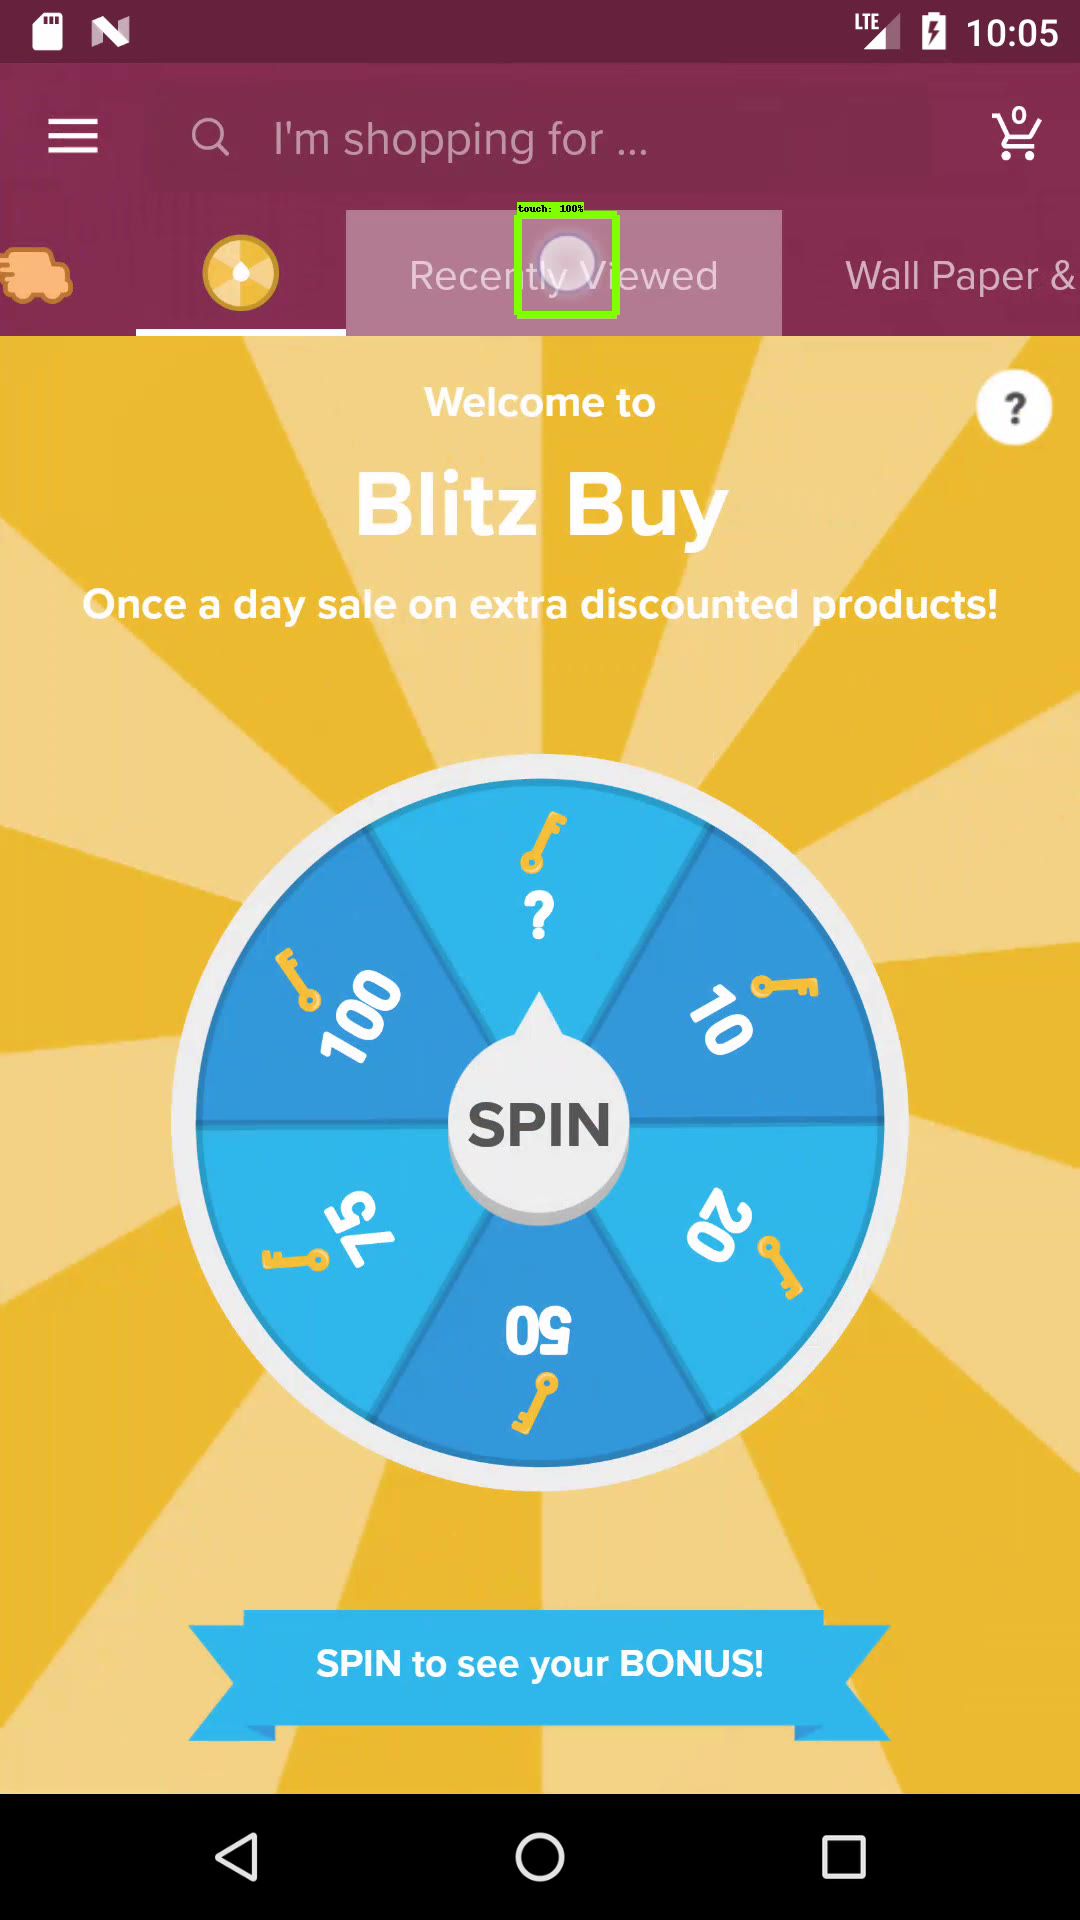 LTE 10:05
I'm shopping for ...
0
touch: 100%
Recently Viewed
Wall Paper &
Welcome to
?
Blitz Buy
Once a day sale on extra discounted products!
?
100
10
SPIN
75
20
50
SPIN to see your BONUS!